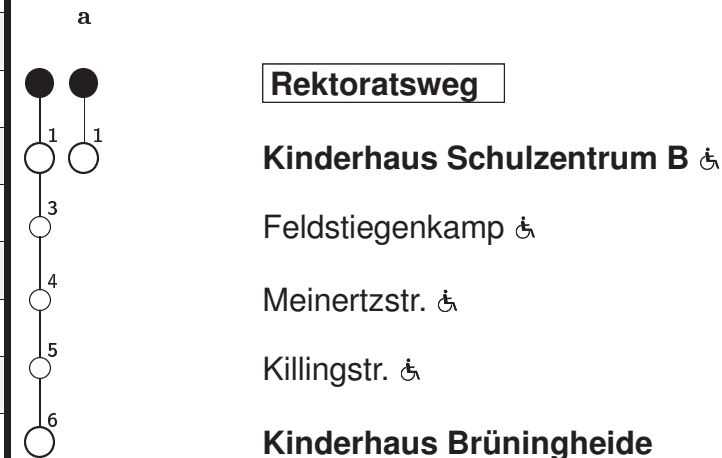 a
Rektoratsweg
1 1 Kinderhaus Schulzentrum B
3 Feldstiegenkamp
4 Meinertzstr.
5 Killingstr.
6 Kinderhaus Brüningheide